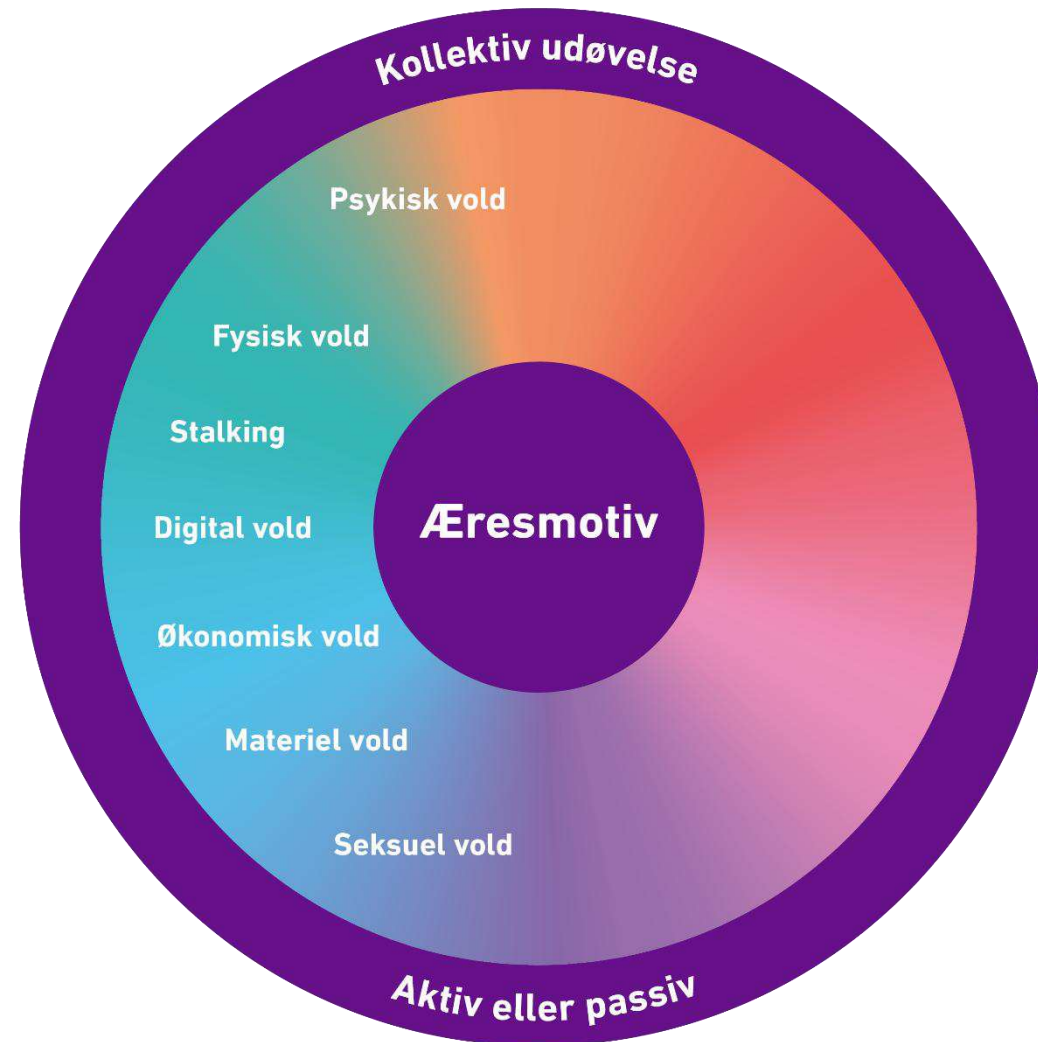 Kollektiv udøvelse
Psykisk vold
Fysisk vold
Stalking
Digital vold
Æresmotiv
Økonomisk vold
Materiel vold
Seksuel vold
Aktiv eller passiv